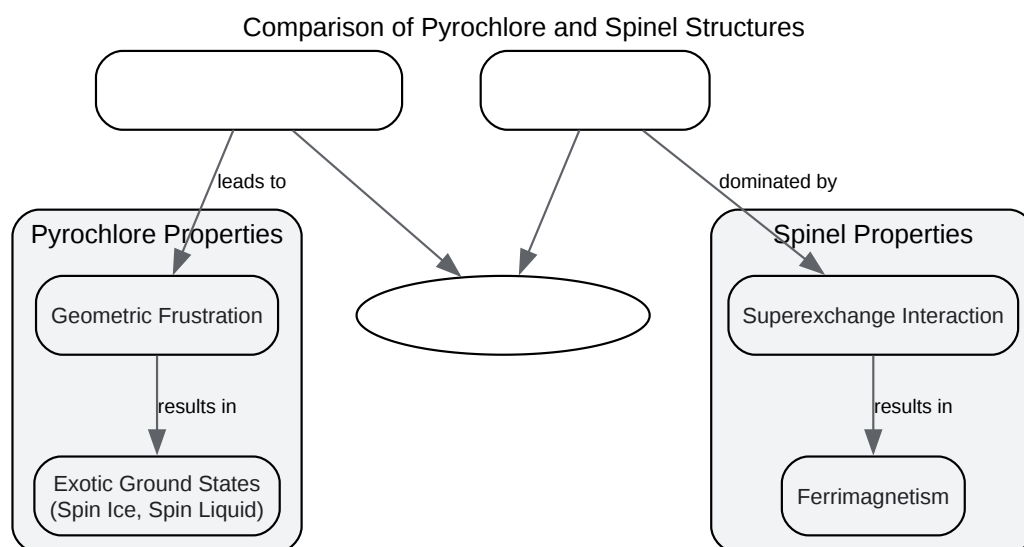 Comparison of Pyrochlore and Spinel Structures
leads to
dominated by
Pyrochlore Properties
Spinel Properties
Geometric Frustration
Superexchange Interaction
results in
results in
Exotic Ground States
(Spin Ice, Spin Liquid)
Ferrimagnetism